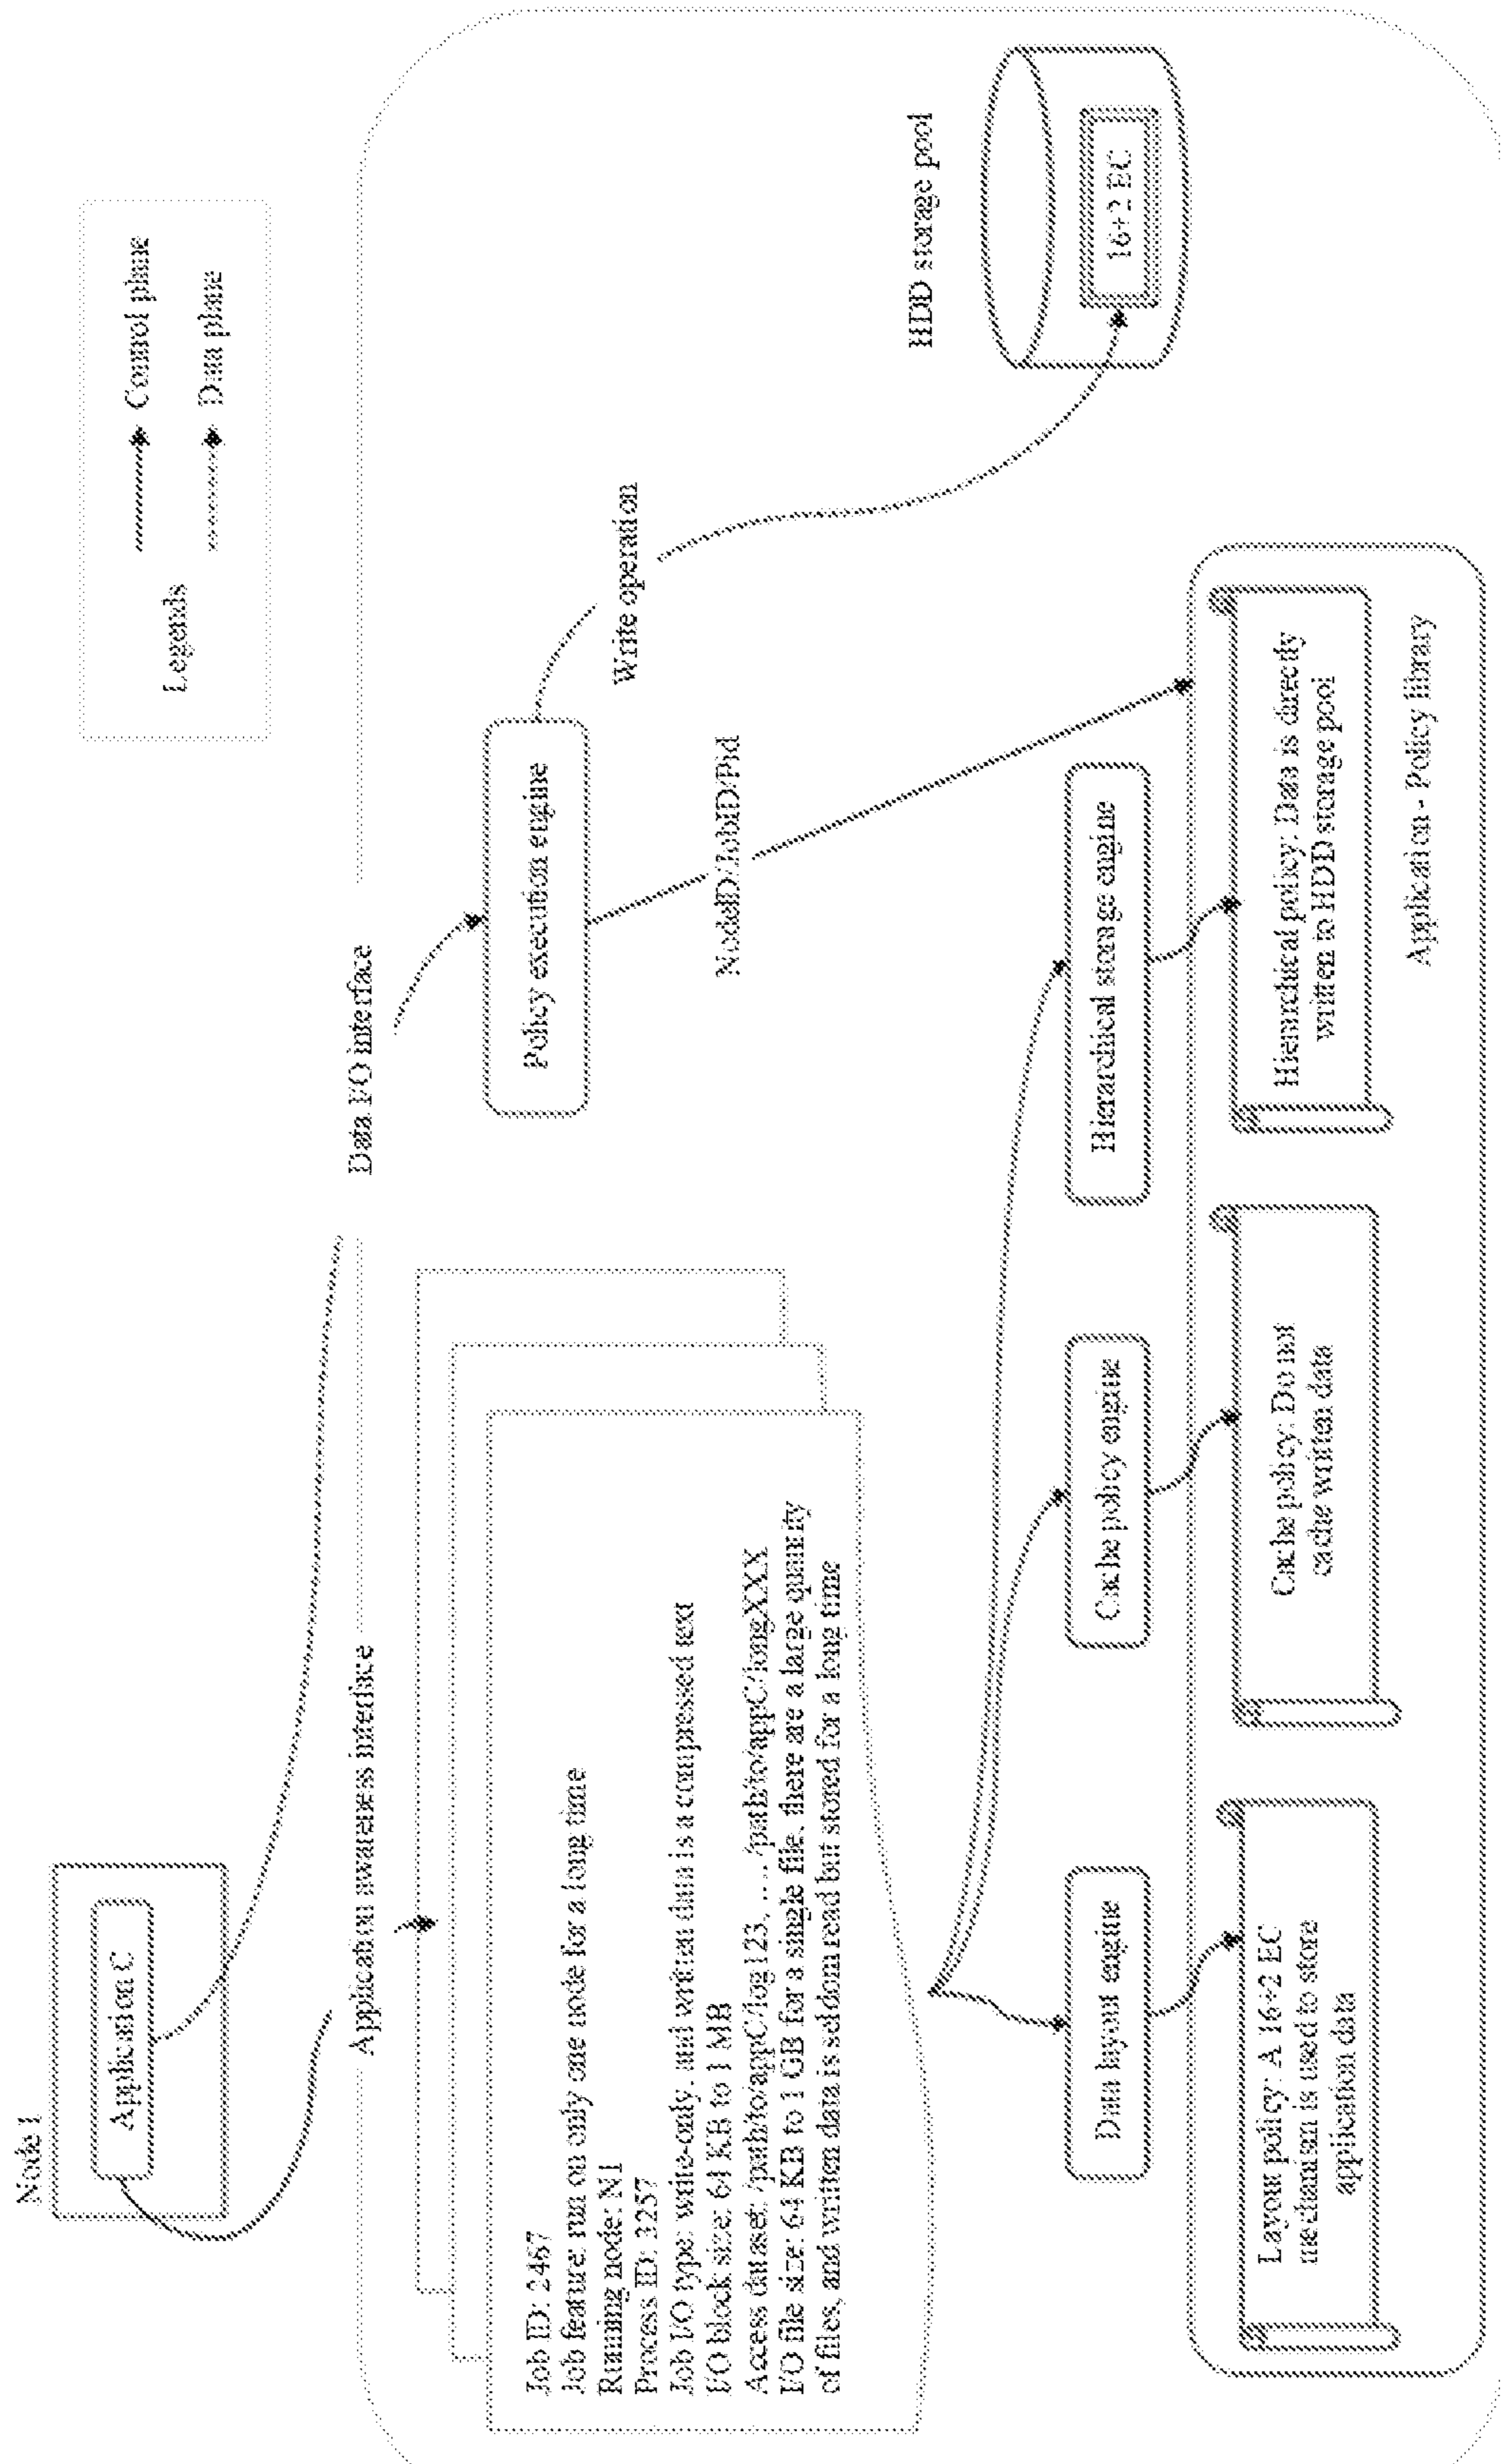 Node 1
Application C
Legends
Control plane
Data plane
Application awareness interface
Data I/O interface
Job ID: 2467
Job feature: run on only one node for a long time
Running node: N1
Process ID: 3257
Job I/O type: write-only, and written data is a compressed text
I/O block size: 64 KB to 1 MB
Access dataset: /path/to/appC/log123, …, /path/to/appC/longXXX
I/O file size: 64 KB to 1 GB for a single file, there are a large quantity
of files, and written data is seldom read but stored for a long time
Policy execution engine
Write operation
NodeID/JobID/Pid
HDD storage pool
16+2 EC
Data layout engine
Cache policy engine
Hierarchical storage engine
Layout policy: A 16+2 EC
mechanism is used to store
application data
Cache policy: Do not
cache written data
Hierarchical policy: Data is directly
written to HDD storage pool
Application - Policy library